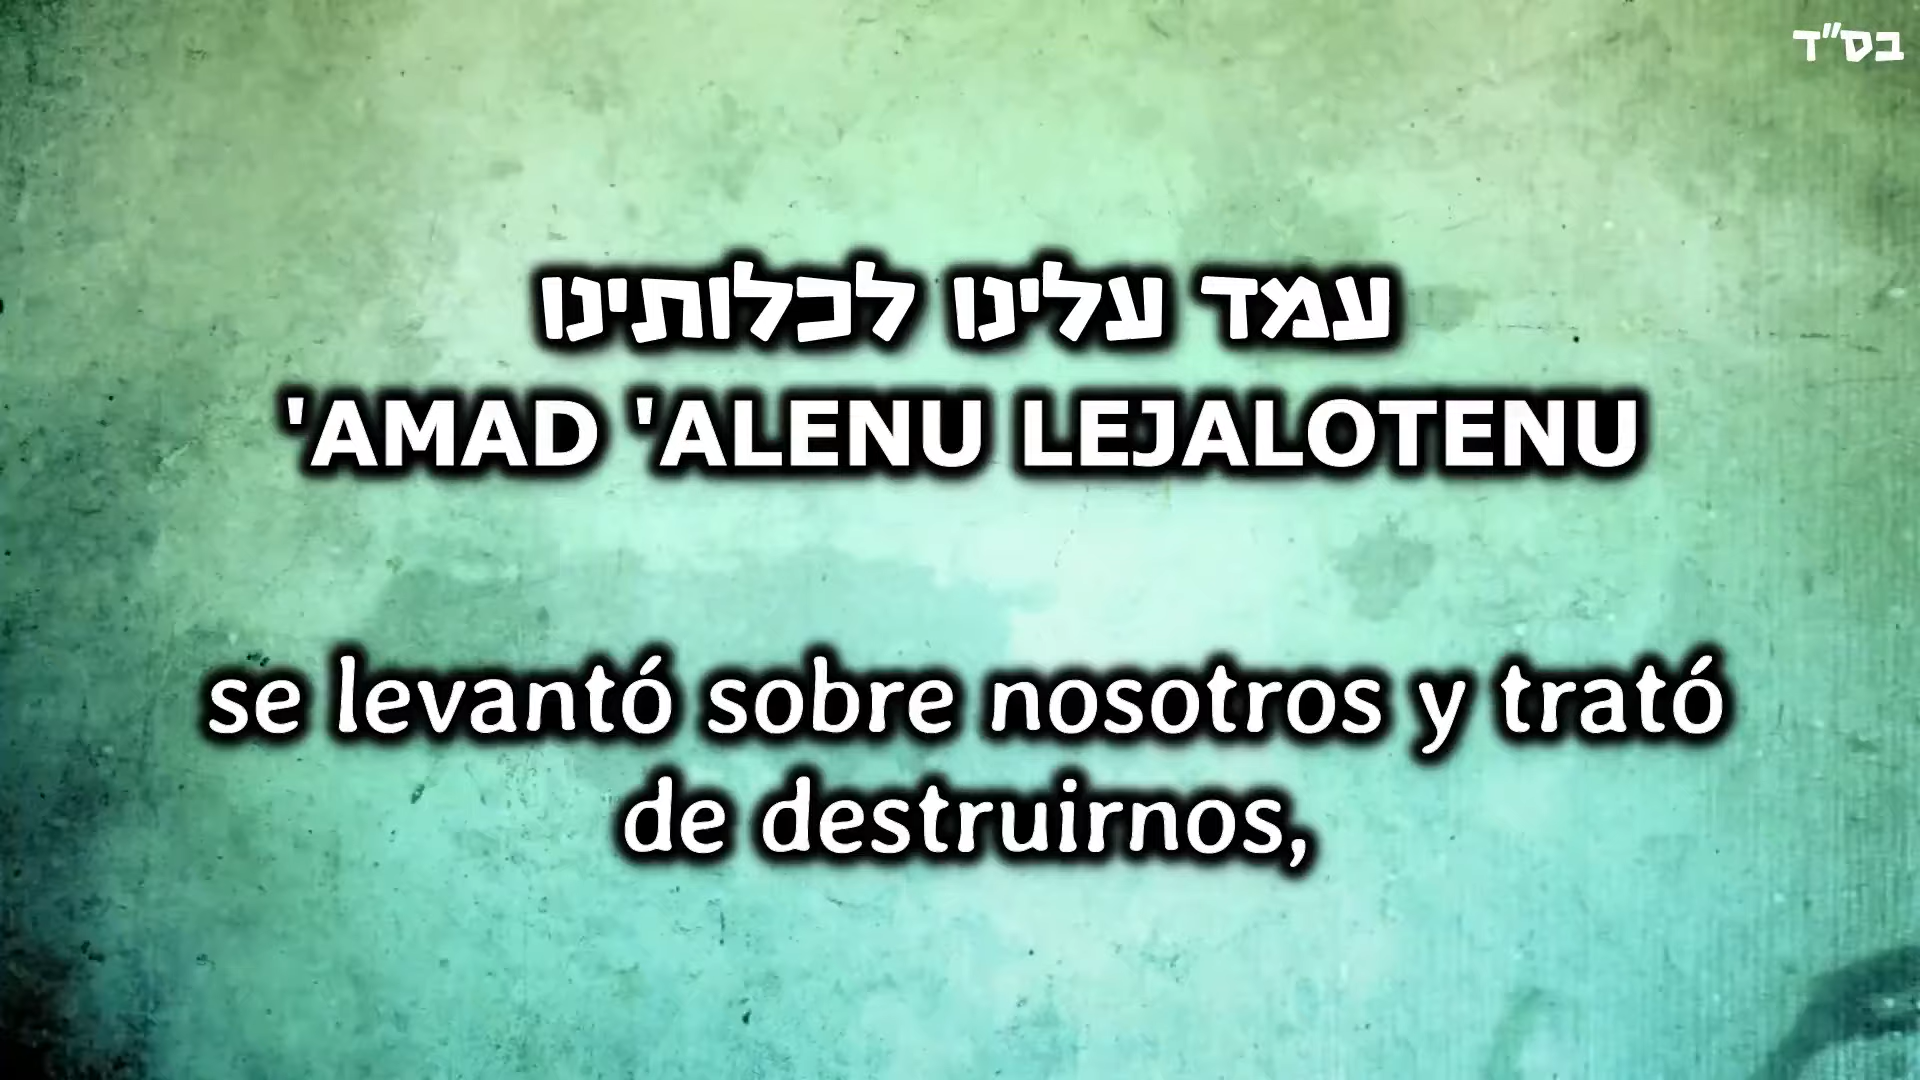 בס"ד
עמד עלינו לכלותינו
'AMAD 'ALENU LEJALOTENU
se levantó sobre nosotros y trató
de destruirnos,